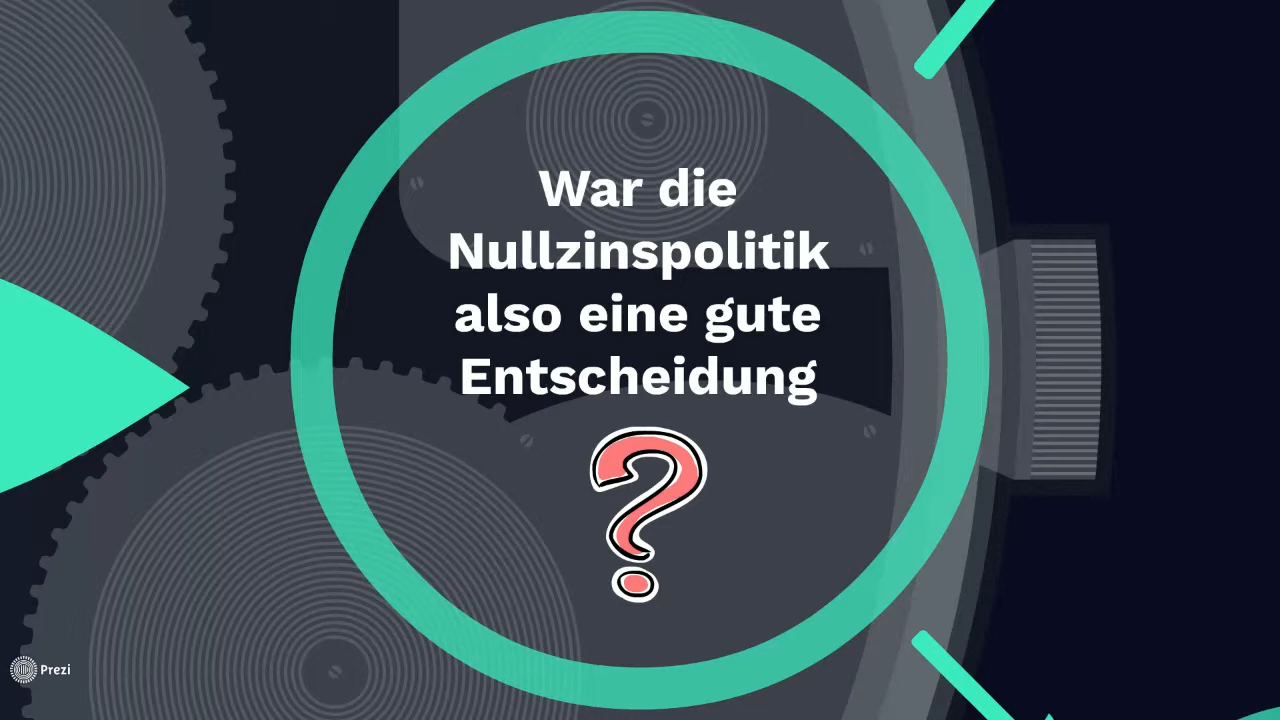 War die
Nullzinspolitik
also eine gute
Entscheidung
?
Prezi